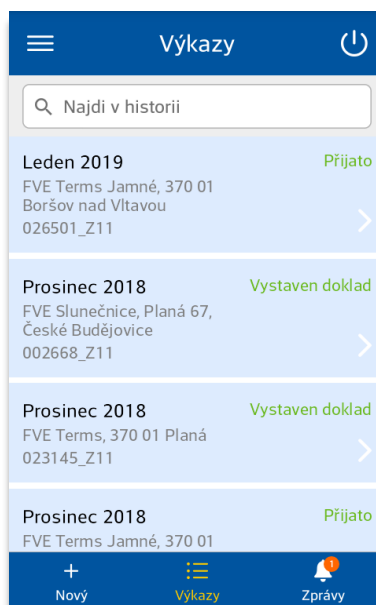 Výkazy
Najdi v historii
Leden 2019
Přijato
FVE Terms Jamné, 370 01
Boršov nad Vltavou
026501_Z11
Prosinec 2018
Vystaven doklad
FVE Slunečnice, Planá 67,
České Budějovice
002668_Z11
Prosinec 2018
Vystaven doklad
FVE Terms, 370 01 Planá
023145_Z11
Prosinec 2018
Přijato
FVE Terms Jamné, 370 01
1
Nový
Výkazy
Zprávy